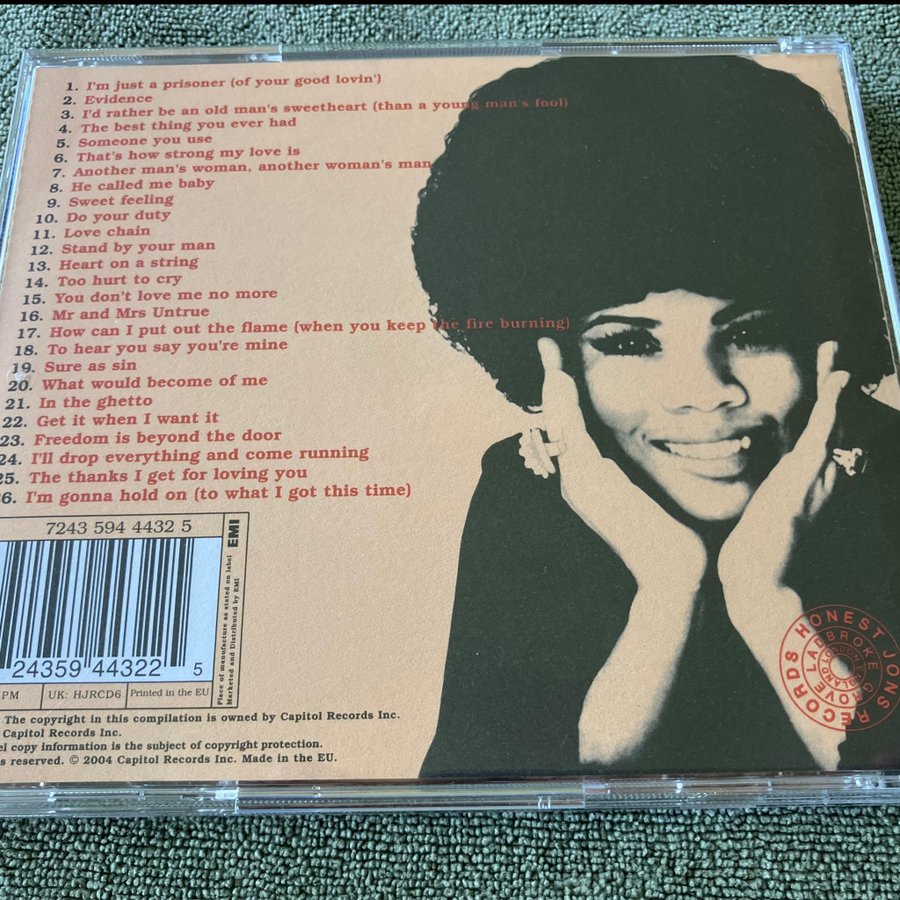 1. I'm just a prisoner (of your good lovin')
2. Evidence
3. I'd rather be an old man's sweetheart (than a young man's fool)
4. The best thing you ever had
5. Someone you use
6. That's how strong my love is
7. Another man's woman, another woman's man
8. He called me baby
9. Sweet feeling
10. Do your duty
11. Love chain
12. Stand by your man
13. Heart on a string
14. Too hurt to cry
15. You don't love me no more
16. Mr and Mrs Untrue
17. How can I put out the flame (when you keep the fire burning)
18. To hear you say you're mine
19. Sure as sin
20. What would become of me
21. In the ghetto
22. Get it when I want it
23. Freedom is beyond the door
24. I'll drop everything and come running
25. The thanks I get for loving you
26. I'm gonna hold on (to what I got this time)
7243 594 4432 5
EMI
Place of manufacture as stated on label
Marketed and Distributed by EMI
24359 44322 5
PM
UK: HJRCD6
Printed in the EU
The copyright in this compilation is owned by Capitol Records Inc.
Capitol Records Inc.
el copy information is the subject of copyright protection.
s reserved. © 2004 Capitol Records Inc. Made in the EU.
HONEST JONS RECORDS
LADBROKE GROVE
LONDON ENGLAND